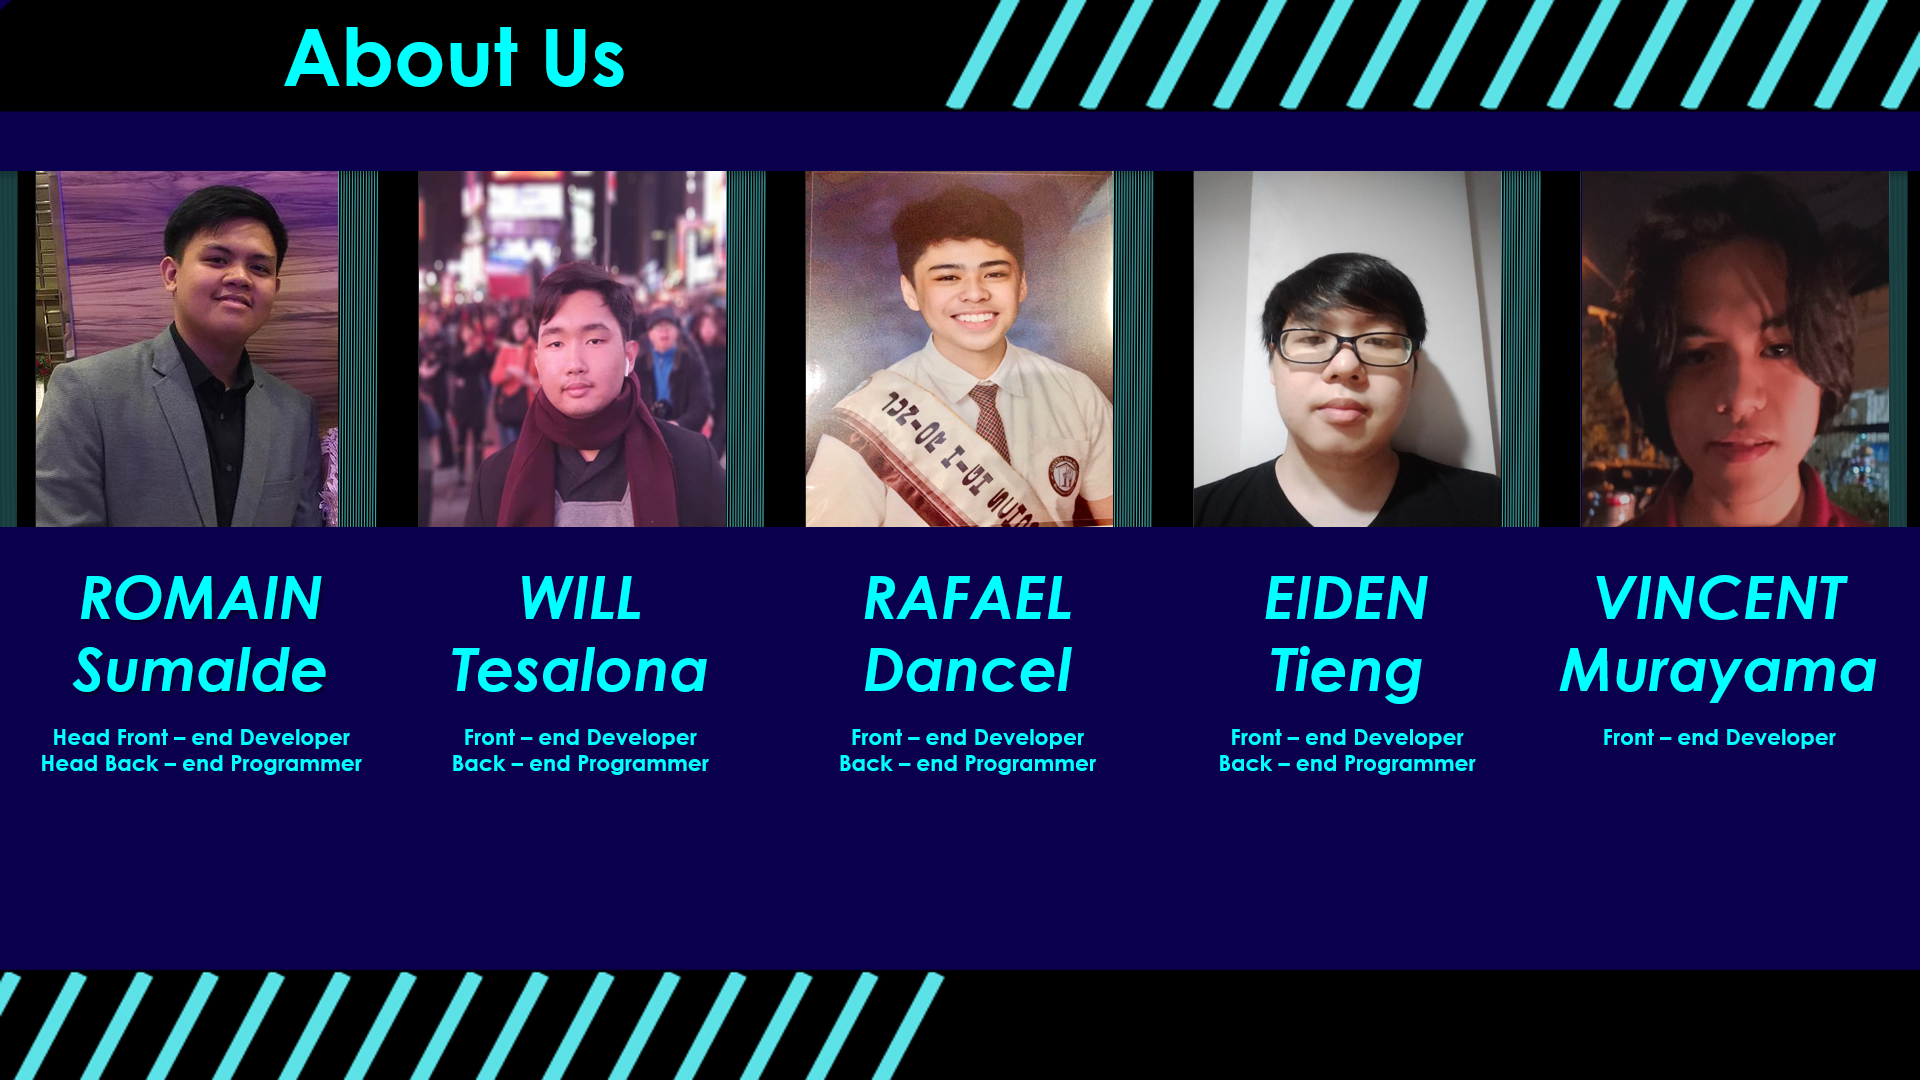 About Us
ROMAIN
Sumalde
Head Front – end Developer
Head Back – end Programmer
WILL
Tesalona
Front – end Developer
Back – end Programmer
RAFAEL
Dancel
Front – end Developer
Back – end Programmer
EIDEN
Tieng
Front – end Developer
Back – end Programmer
VINCENT
Murayama
Front – end Developer